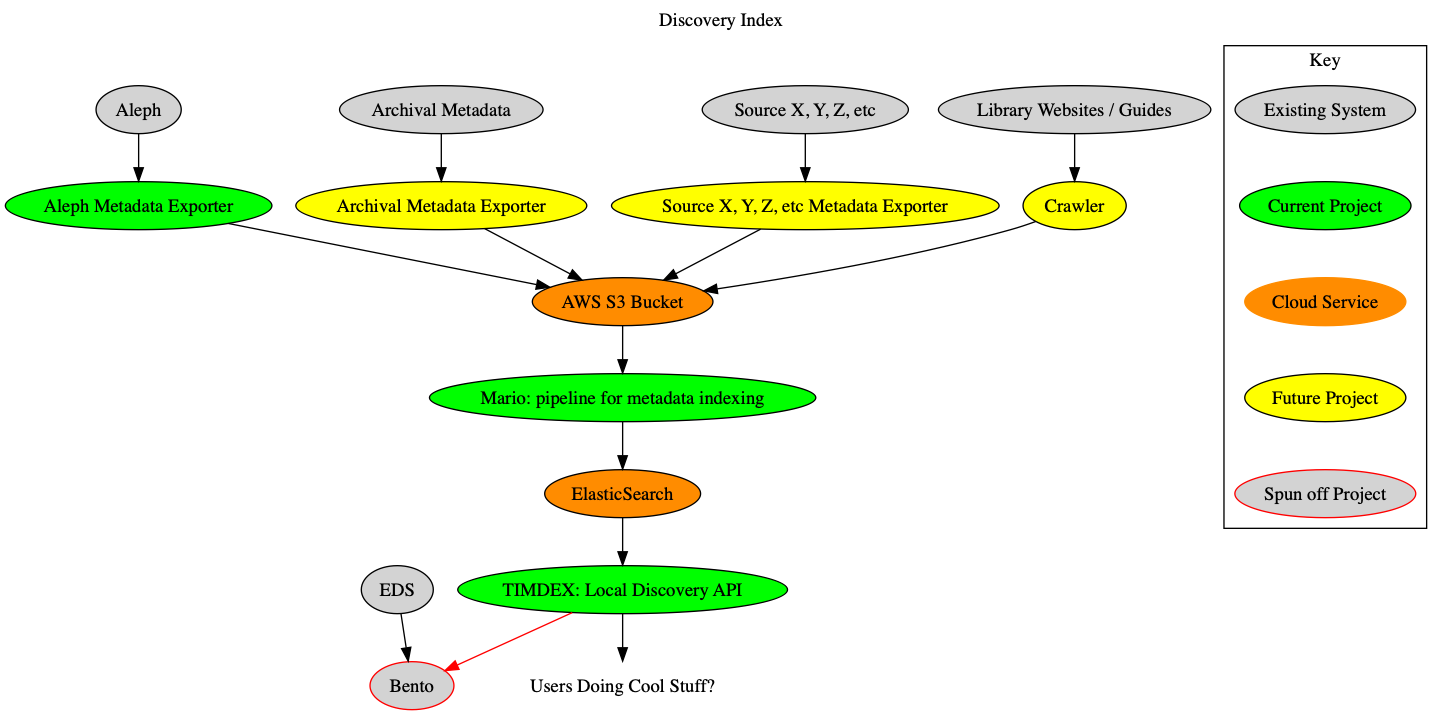 Discovery Index
Key
Aleph
Archival Metadata
Source X, Y, Z, etc
Library Websites / Guides
Existing System
Aleph Metadata Exporter
Archival Metadata Exporter
Source X, Y, Z, etc Metadata Exporter
Crawler
Current Project
AWS S3 Bucket
Cloud Service
Mario: pipeline for metadata indexing
Future Project
ElasticSearch
Spun off Project
EDS
TIMDEX: Local Discovery API
Bento
Users Doing Cool Stuff?